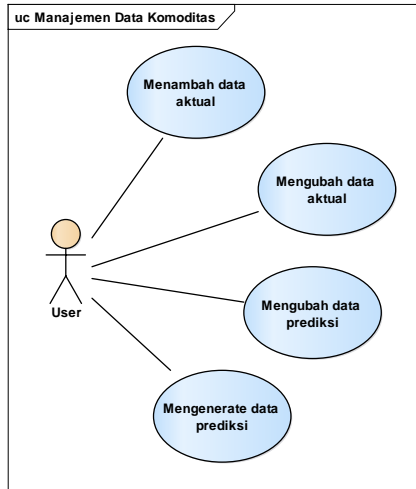 uc Manajemen Data Komoditas
Menambah data
aktual
Mengubah data
aktual
User
Mengubah data
prediksi
Mengenerate data
prediksi